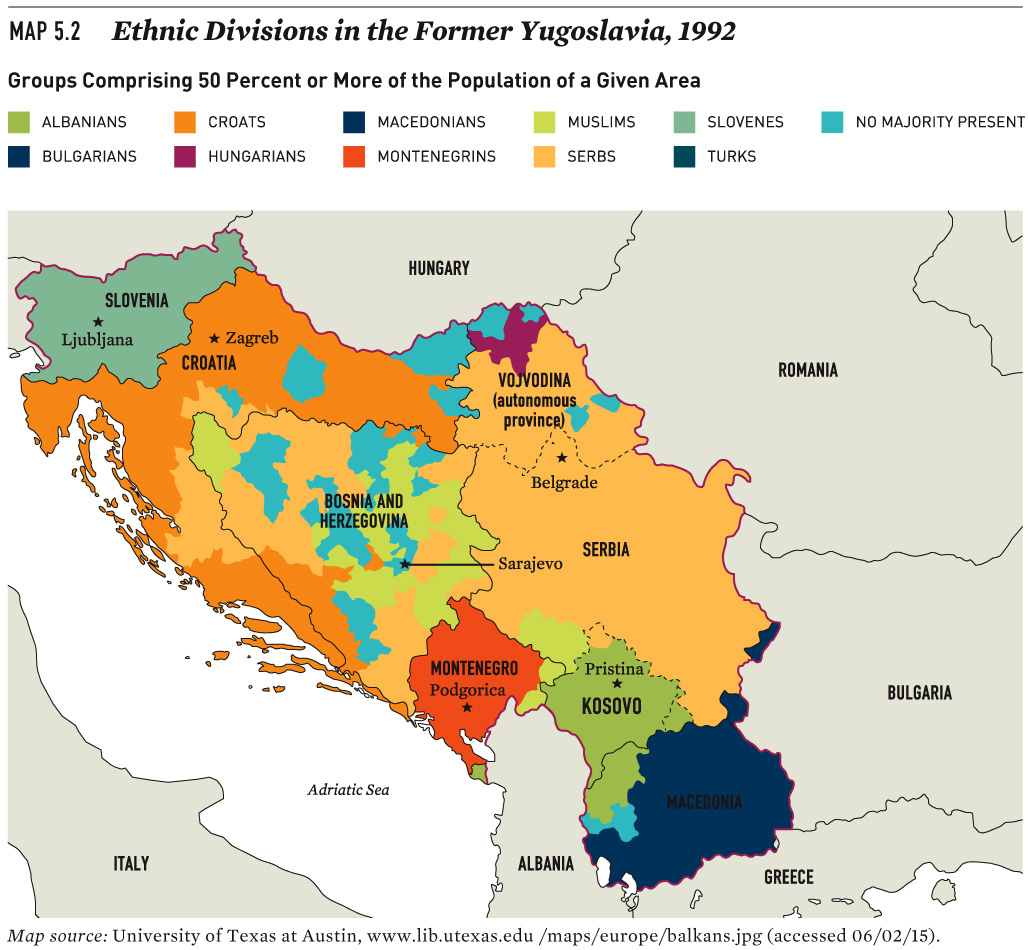 MAP 5.2 Ethnic Divisions in the Former Yugoslavia, 1992
Groups Comprising 50 Percent or More of the Population of a Given Area
ALBANIANS CROATS MACEDONIANS MUSLIMS SLOVENES NO MAJORITY PRESENT
BULGARIANS HUNGARIANS MONTENEGRINS SERBS TURKS
HUNGARY
SLOVENIA
Ljubljana
Zagreb
CROATIA
ROMANIA
VOJVODINA
(autonomous
province)
Belgrade
BOSNIA AND
HERZEGOVINA
SERBIA
Sarajevo
MONTENEGRO
Podgorica
Pristina
KOSOVO
BULGARIA
Adriatic Sea
MACEDONIA
ITALY
ALBANIA
GREECE
Map source: University of Texas at Austin, www.lib.utexas.edu /maps/europe/balkans.jpg (accessed 06/02/15).